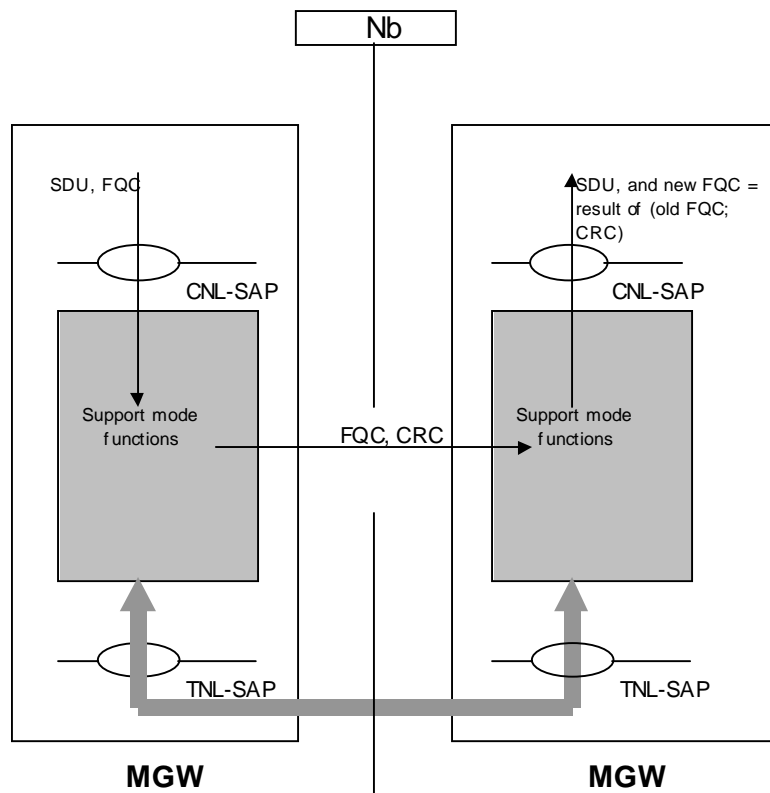 Nb
SDU, FQC
SDU, and new FQC =
result of (old FQC;
CRC)
CNL-SAP
CNL-SAP
Support mode
functions
Support mode
functions
FQC, CRC
TNL-SAP
TNL-SAP
MGW
MGW